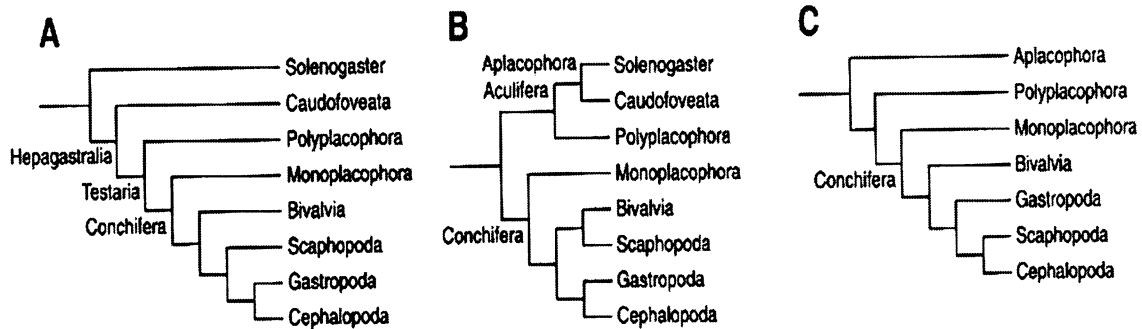 A
Solenogaster
Caudofoveata
Polyplacophora
Hepagastralia
Monoplacophora
Testaria
Bivalvia
Conchifera
Scaphopoda
Gastropoda
Cephalopoda
B
Aplacophora
Solenogaster
Aculifera
Caudofoveata
Polyplacophora
Monoplacophora
Bivalvia
Conchifera
Scaphopoda
Gastropoda
Cephalopoda
C
Aplacophora
Polyplacophora
Monoplacophora
Bivalvia
Conchifera
Gastropoda
Scaphopoda
Cephalopoda